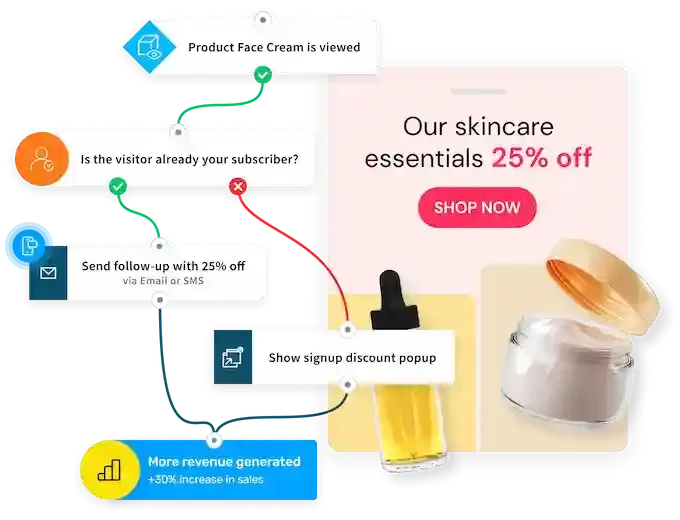 Product Face Cream is viewed
Our skincare
essentials 25% off
SHOP NOW
Is the visitor already your subscriber?
Send follow-up with 25% off
via Email or SMS
Show signup discount popup
More revenue generated
+30% increase in sales